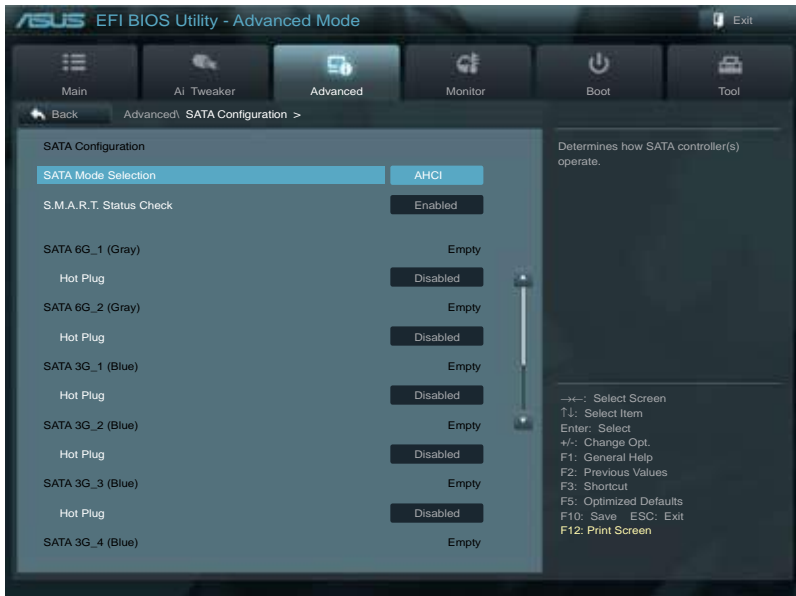 ASUS EFI BIOS Utility - Advanced Mode
Exit
Main
Ai Tweaker
Advanced
Monitor
Boot
Tool
Back
Advanced\ SATA Configuration >
SATA Configuration
SATA Mode Selection AHCI
S.M.A.R.T. Status Check Enabled
SATA 6G_1 (Gray) Empty
Hot Plug Disabled
SATA 6G_2 (Gray) Empty
Hot Plug Disabled
SATA 3G_1 (Blue) Empty
Hot Plug Disabled
SATA 3G_2 (Blue) Empty
Hot Plug Disabled
SATA 3G_3 (Blue) Empty
Hot Plug Disabled
SATA 3G_4 (Blue) Empty
Determines how SATA controller(s)
operate.
→←: Select Screen
↑↓: Select Item
Enter: Select
+/-: Change Opt.
F1: General Help
F2: Previous Values
F3: Shortcut
F5: Optimized Defaults
F10: Save ESC: Exit
F12: Print Screen